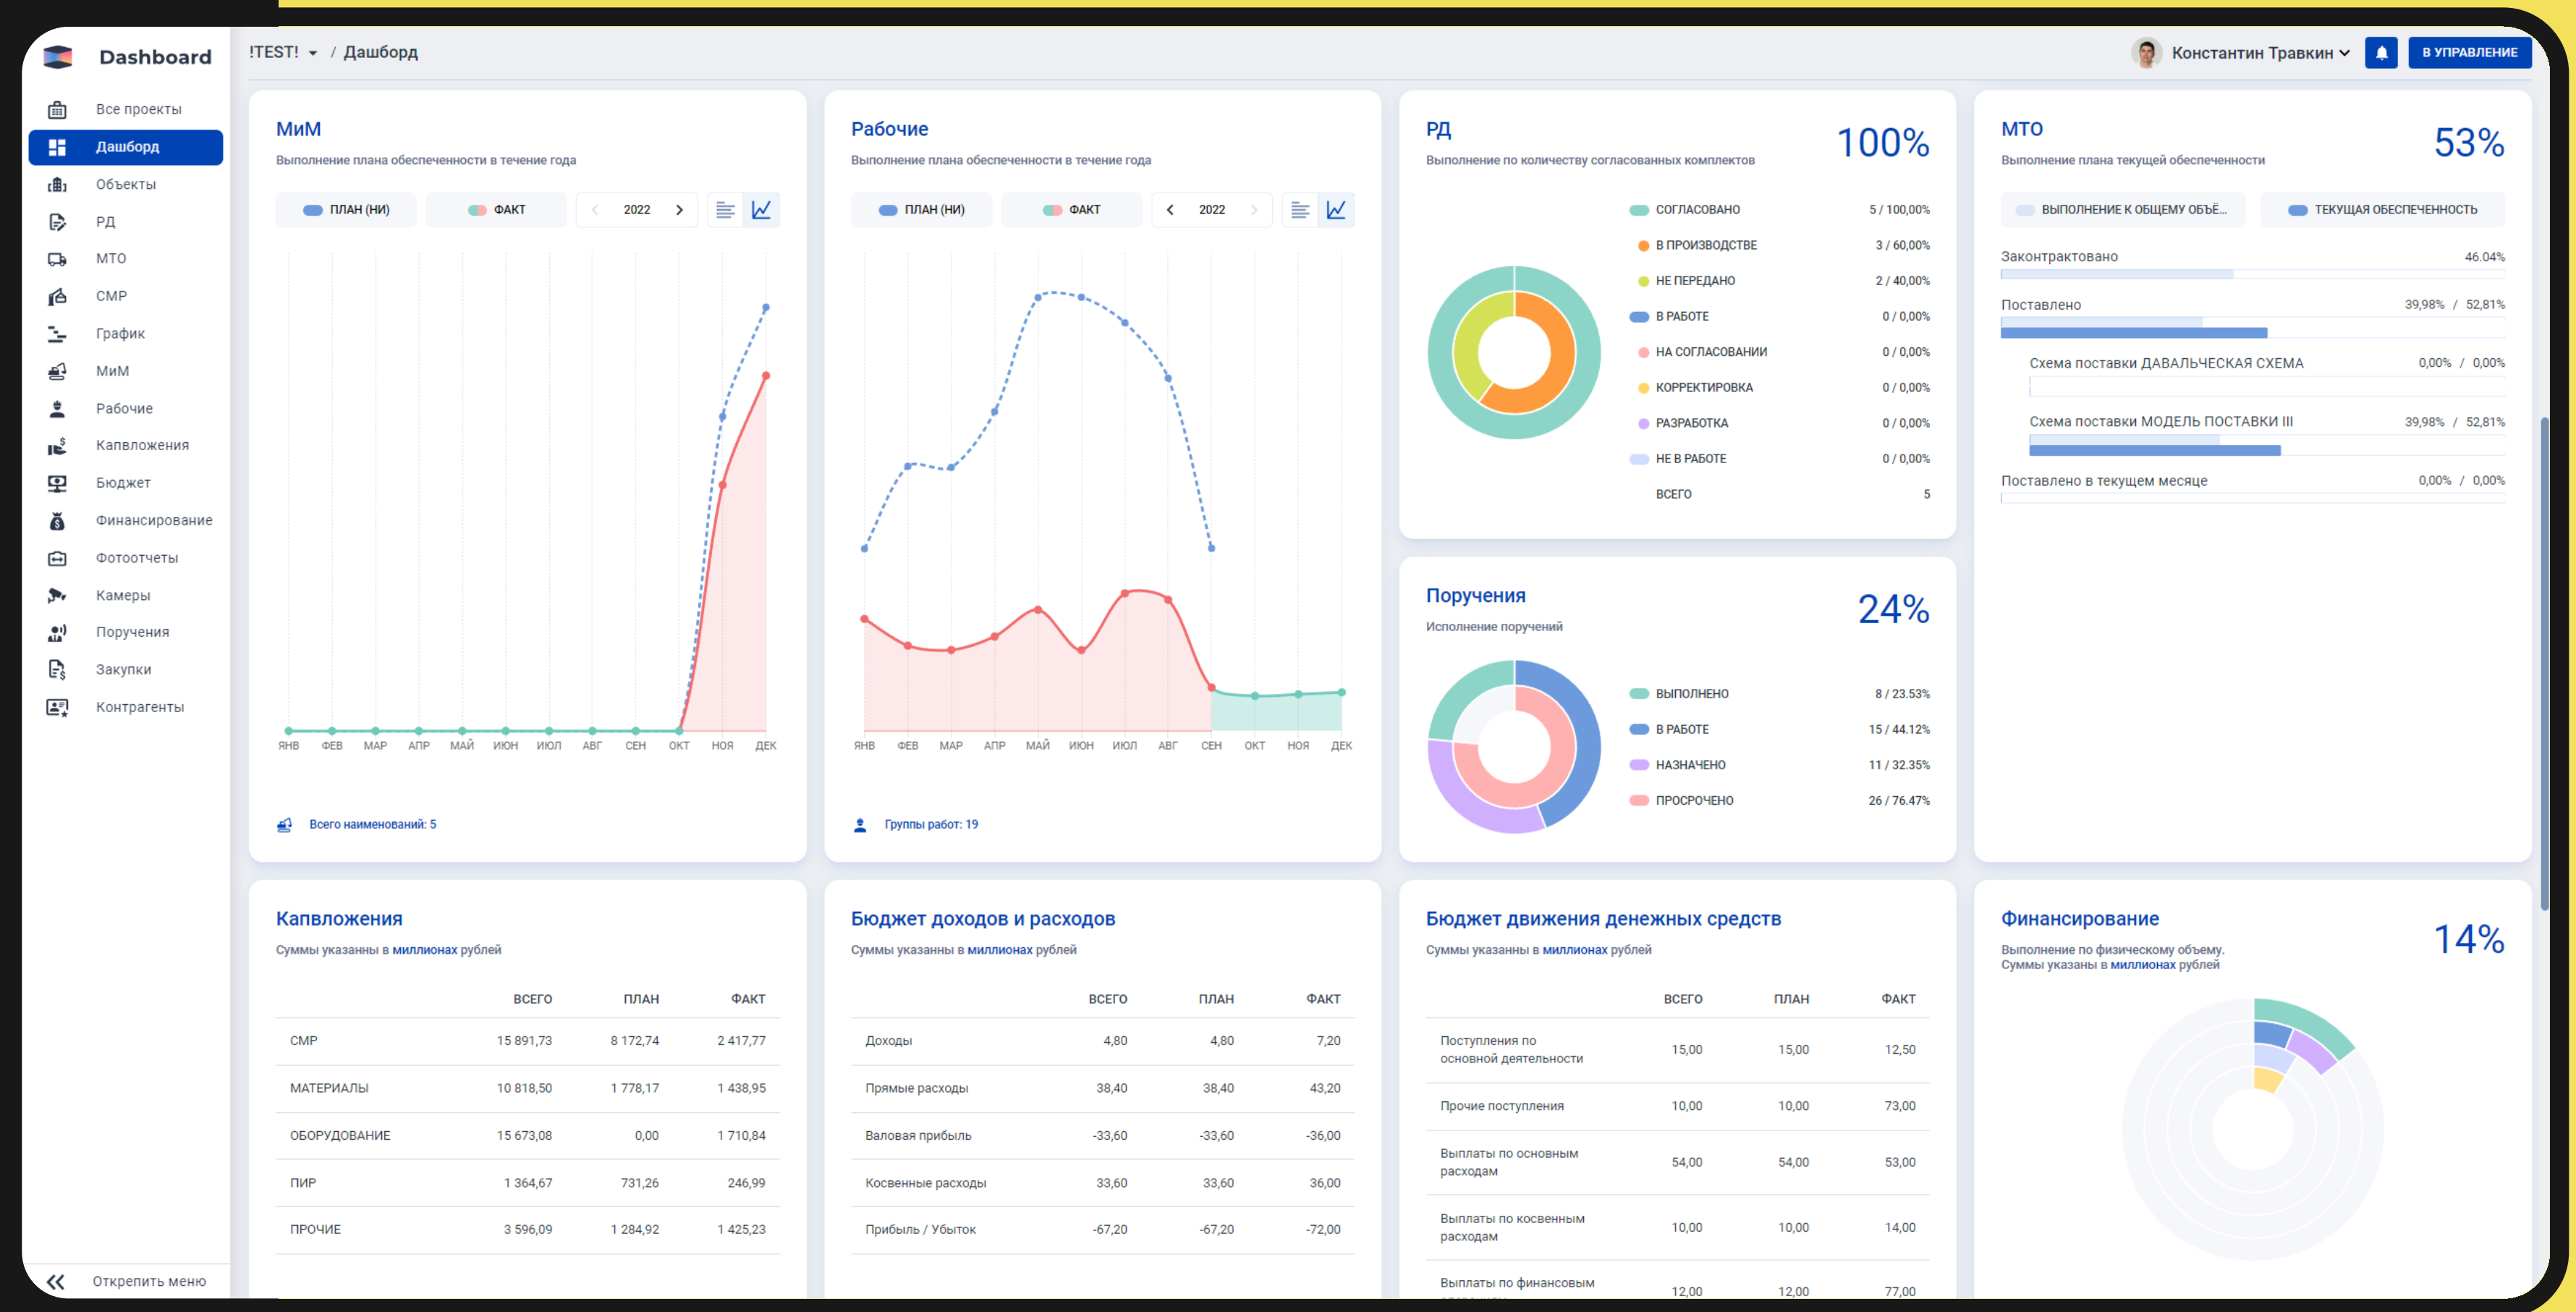 Dashboard
Все проекты
Дашборд
Объекты
РД
МТО
СМР
График
МиМ
Рабочие
Капвложения
Бюджет
Финансирование
Фотоотчеты
Камеры
Поручения
Закупки
Контрагенты
Открепить меню
!TEST! / Дашборд
Константин Травкин
В УПРАВЛЕНИЕ
МиМ
Выполнение плана обеспеченности в течение года
ПЛАН (НИ) ФАКТ 2022
ЯНВ ФЕВ МАР АПР МАЙ ИЮН ИЮЛ АВГ СЕН ОКТ НОЯ ДЕК
Всего наименований: 5
Рабочие
Выполнение плана обеспеченности в течение года
ПЛАН (НИ) ФАКТ 2022
ЯНВ ФЕВ МАР АПР МАЙ ИЮН ИЮЛ АВГ СЕН ОКТ НОЯ ДЕК
Группы работ: 19
РД 100%
Выполнение по количеству согласованных комплектов
СОГЛАСОВАНО 5 / 100,00%
В ПРОИЗВОДСТВЕ 3 / 60,00%
НЕ ПЕРЕДАНО 2 / 40,00%
В РАБОТЕ 0 / 0,00%
НА СОГЛАСОВАНИИ 0 / 0,00%
КОРРЕКТИРОВКА 0 / 0,00%
РАЗРАБОТКА 0 / 0,00%
НЕ В РАБОТЕ 0 / 0,00%
ВСЕГО 5
Поручения 24%
Исполнение поручений
ВЫПОЛНЕНО 8 / 23.53%
В РАБОТЕ 15 / 44.12%
НАЗНАЧЕНО 11 / 32.35%
ПРОСРОЧЕНО 26 / 76.47%
МТО 53%
Выполнение плана текущей обеспеченности
ВЫПОЛНЕНИЕ К ОБЩЕМУ ОБЪЁ... ТЕКУЩАЯ ОБЕСПЕЧЕННОСТЬ
Законтрактовано 46.04%
Поставлено 39,98% / 52,81%
Схема поставки ДАВАЛЬЧЕСКАЯ СХЕМА 0,00% / 0,00%
Схема поставки МОДЕЛЬ ПОСТАВКИ III 39,98% / 52,81%
Поставлено в текущем месяце 0,00% / 0,00%
Капвложения
Суммы указанны в миллионах рублей
ВСЕГО ПЛАН ФАКТ
СМР 15 891,73 8 172,74 2 417,77
МАТЕРИАЛЫ 10 818,50 1 778,17 1 438,95
ОБОРУДОВАНИЕ 15 673,08 0,00 1 710,84
ПИР 1 364,67 731,26 246,99
ПРОЧИЕ 3 596,09 1 284,92 1 425,23
Бюджет доходов и расходов
Суммы указанны в миллионах рублей
ВСЕГО ПЛАН ФАКТ
Доходы 4,80 4,80 7,20
Прямые расходы 38,40 38,40 43,20
Валовая прибыль -33,60 -33,60 -36,00
Косвенные расходы 33,60 33,60 36,00
Прибыль / Убыток -67,20 -67,20 -72,00
Бюджет движения денежных средств
Суммы указанны в миллионах рублей
ВСЕГО ПЛАН ФАКТ
Поступления по
основной деятельности 15,00 15,00 12,50
Прочие поступления 10,00 10,00 73,00
Выплаты по основным
расходам 54,00 54,00 53,00
Выплаты по косвенным
расходам 10,00 10,00 14,00
Выплаты по финансовым
12,00 12,00 77,00
Финансирование 14%
Выполнение по физическому объему.
Суммы указаны в миллионах рублей